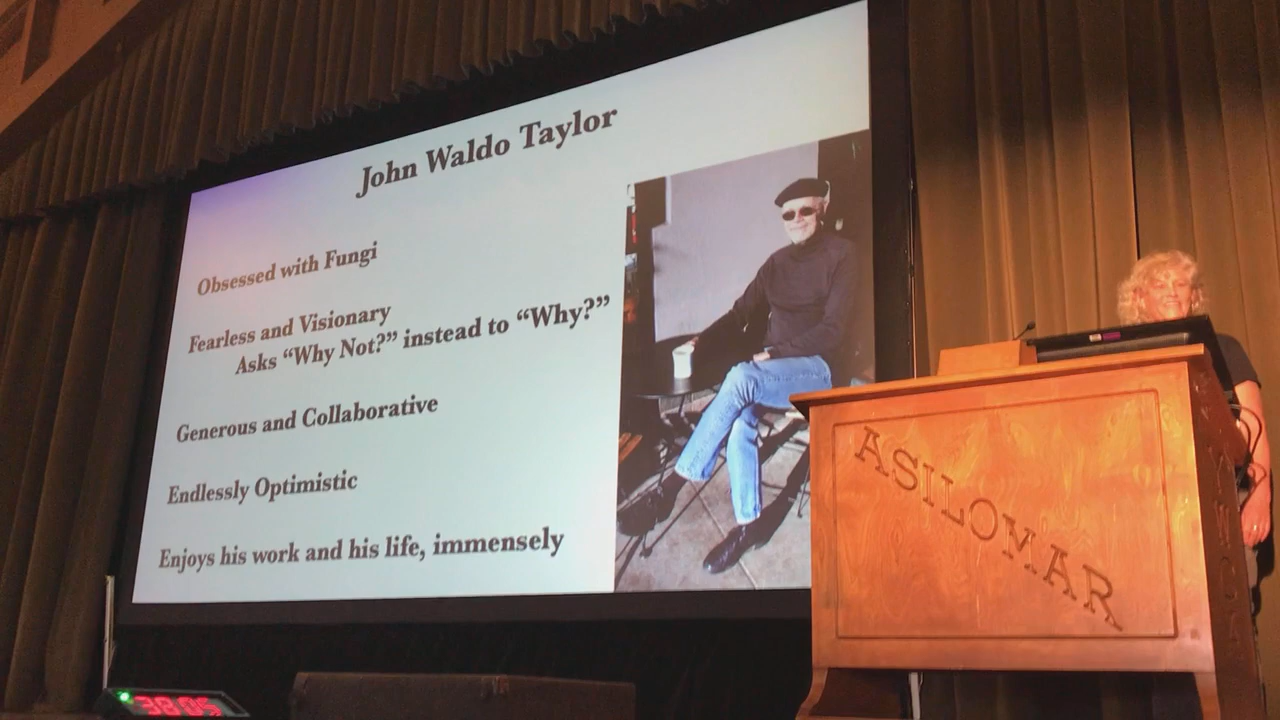 John Waldo Taylor
Obsessed with Fungi
Fearless and Visionary
Asks “Why Not?” instead to “Why?”
Generous and Collaborative
Endlessly Optimistic
Enjoys his work and his life, immensely
ASILOMAR